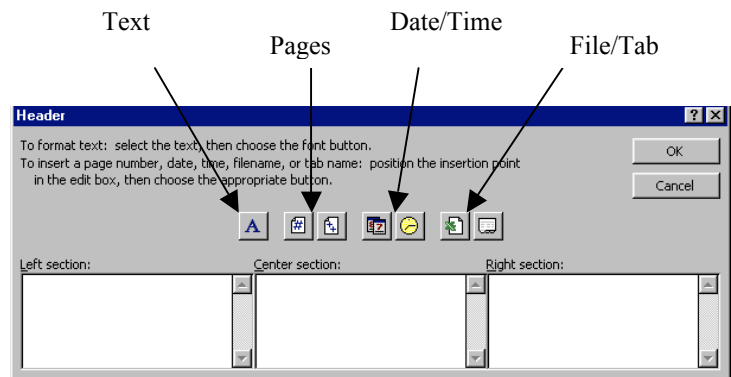 Text
Date/Time
Pages
File/Tab
Header
To format text: select the text, then choose the font button.
To insert a page number, date, time, filename, or tab name: position the insertion point
in the edit box, then choose the appropriate button.
OK
Cancel
A
Left section:
Center section:
Right section: